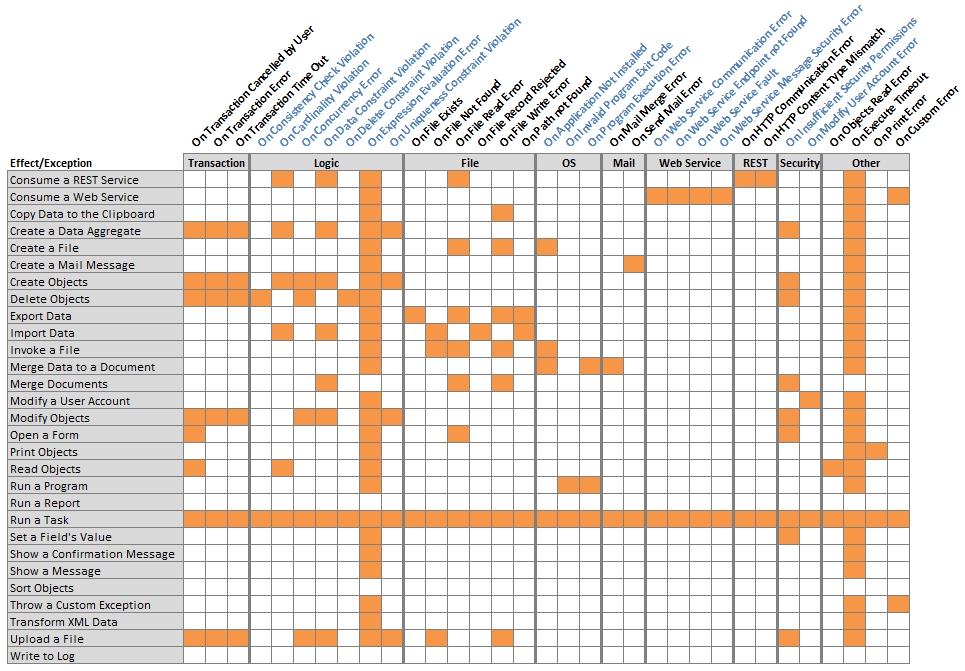 On Transaction Cancelled by User
On Transaction Error
On Transaction Time Out
On Consistency Check Violation
On Cardinality Violation
On Concurrency Error
On Data Constraint Violation
On Delete Constraint Violation
On Expression Evaluation Error
On Uniqueness Constraint Violation
On File Exists
On File Not Found
On File Read Error
On File Record Rejected
On File Write Error
On Path not Found
On Application Not Installed
On Invalid Program Exit Code
On Program Execution Error
On Mail Merge Error
On Send Mail Error
On Web Service Communication Error
On Web Service Endpoint not Found
On Web Service Fault
On Web Service Message Security Error
On HTTP Communication Error
On HTTP Content Type Mismatch
On Insufficient Security Permissions
On Modify User Account Error
On Objects Read Error
On Execute Timeout
On Print Error
On Custom Error
Effect/Exception Transaction Logic File OS Mail Web Service REST Security Other
Consume a REST Service
Consume a Web Service
Copy Data to the Clipboard
Create a Data Aggregate
Create a File
Create a Mail Message
Create Objects
Delete Objects
Export Data
Import Data
Invoke a File
Merge Data to a Document
Merge Documents
Modify a User Account
Modify Objects
Open a Form
Print Objects
Read Objects
Run a Program
Run a Report
Run a Task
Set a Field's Value
Show a Confirmation Message
Show a Message
Sort Objects
Throw a Custom Exception
Transform XML Data
Upload a File
Write to Log